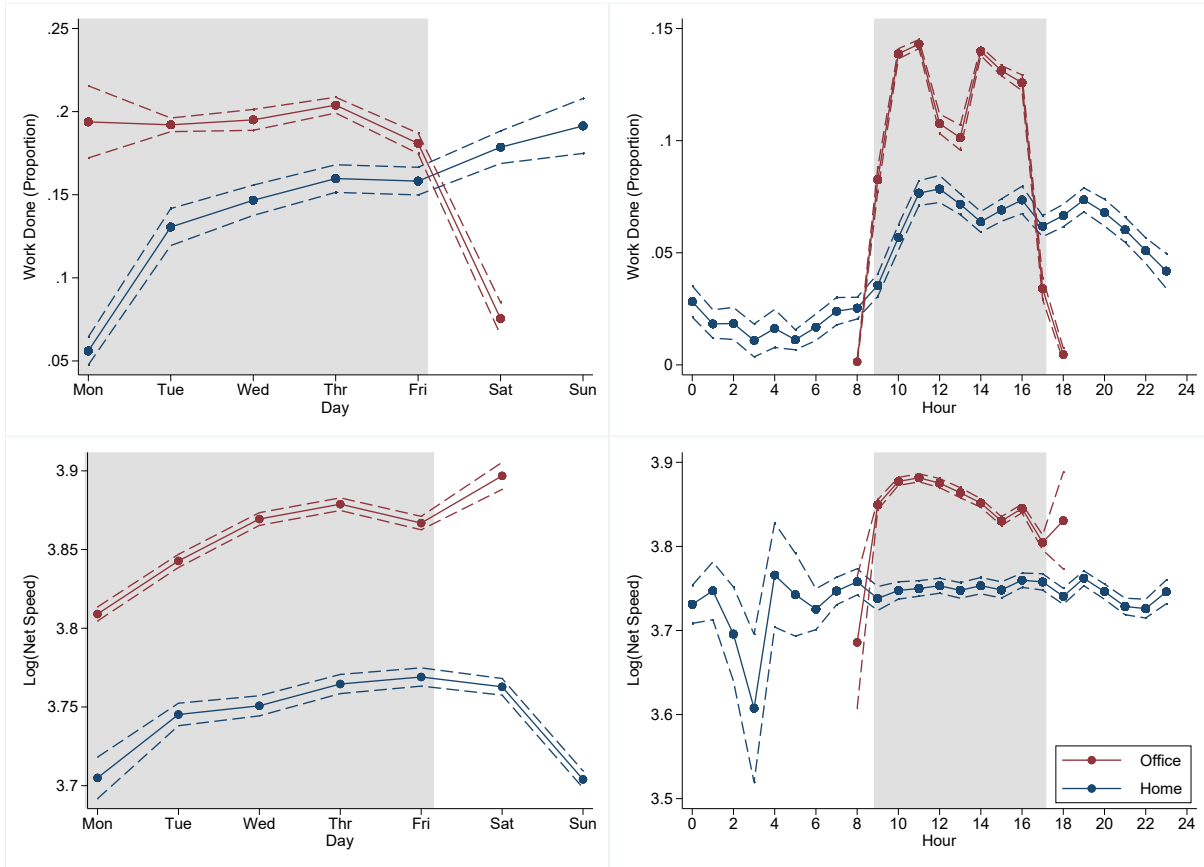 Work Done (Proportion)
.25
.2
.15
.1
.05
Mon Tue Wed Thr Fri Sat Sun
Day
Work Done (Proportion)
.15
.1
.05
0
0 2 4 6 8 10 12 14 16 18 20 22 24
Hour
Log(Net Speed)
3.9
3.85
3.8
3.75
3.7
Mon Tue Wed Thr Fri Sat Sun
Day
Log(Net Speed)
3.9
3.8
3.7
3.6
3.5
0 2 4 6 8 10 12 14 16 18 20 22 24
Hour
Office
Home